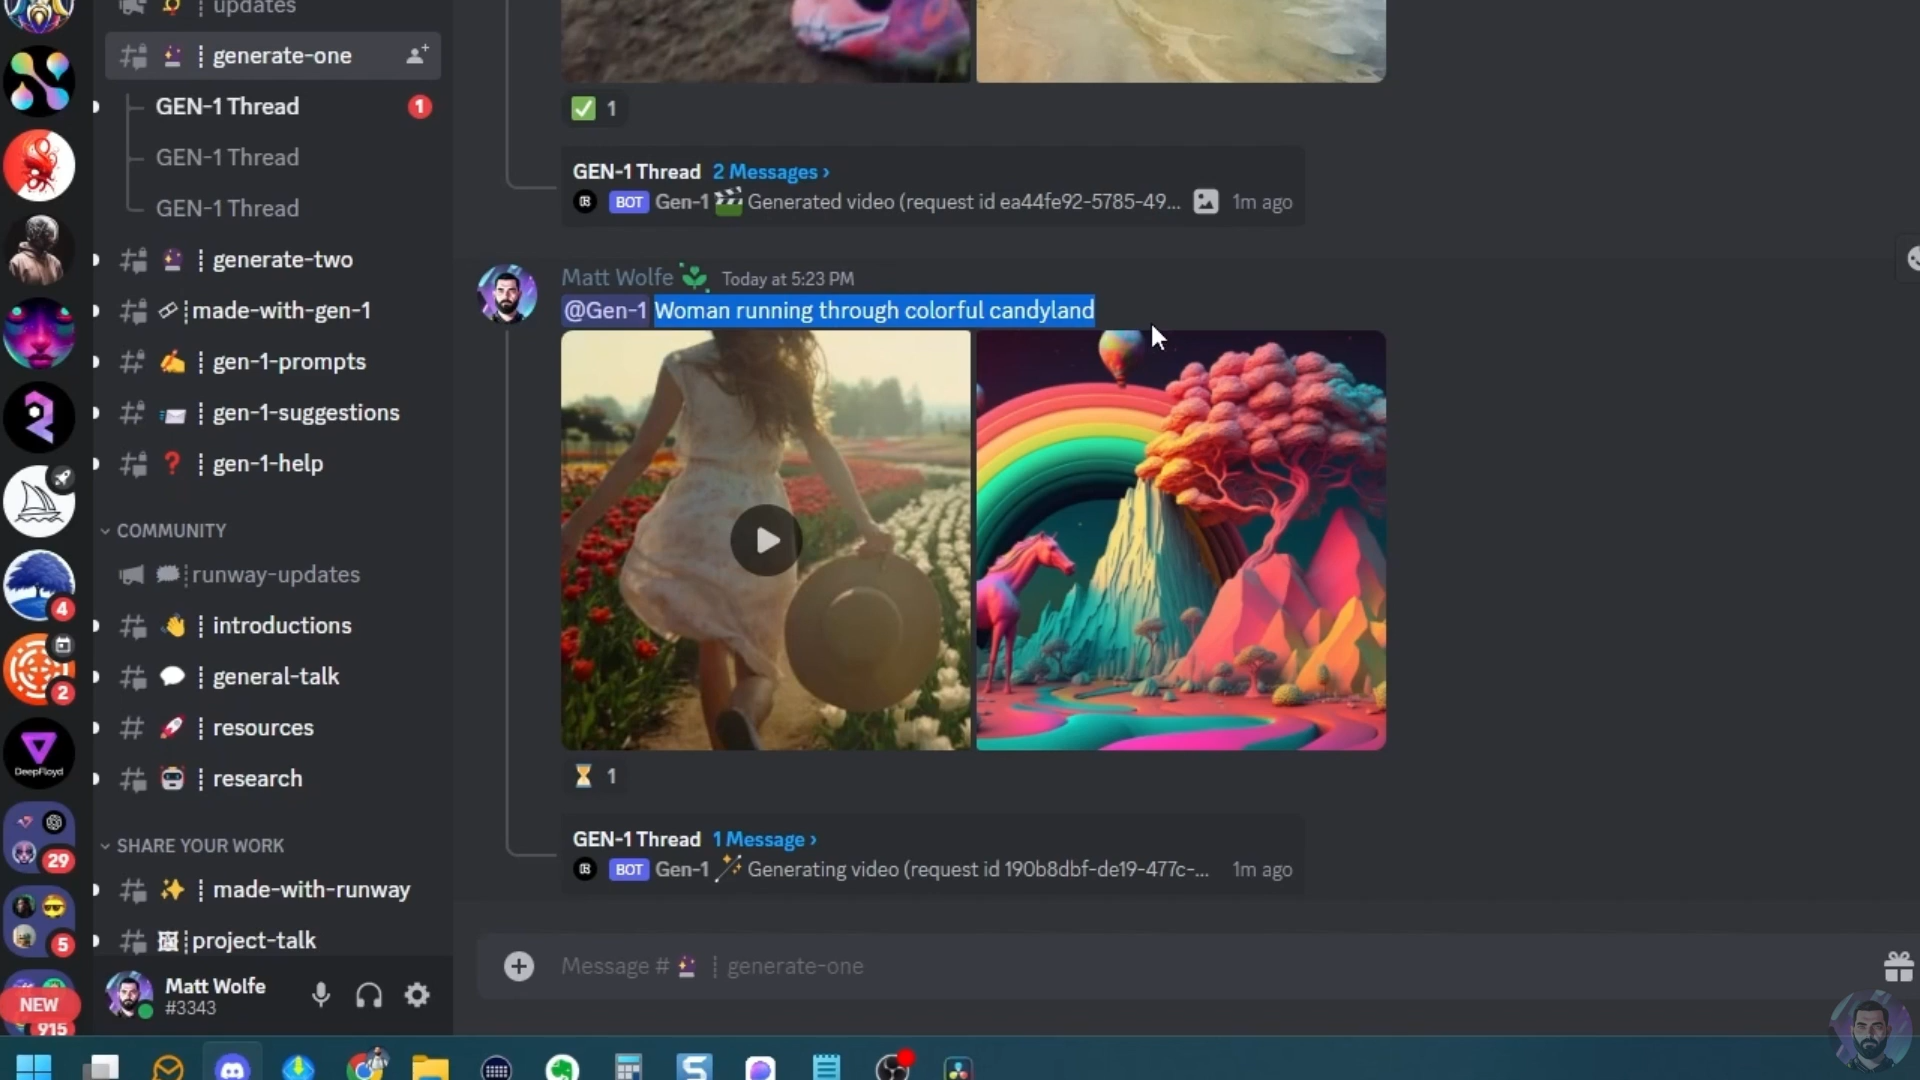 updates
generate-one
GEN-1 Thread
1
GEN-1 Thread
GEN-1 Thread
generate-two
made-with-gen-1
gen-1-prompts
gen-1-suggestions
gen-1-help
COMMUNITY
runway-updates
introductions
general-talk
resources
research
SHARE YOUR WORK
made-with-runway
project-talk
4
2
DeepFloyd
29
5
NEW
915
Matt Wolfe
#3343
1
GEN-1 Thread 2 Messages ›
BOT Gen-1 Generated video (request id ea44fe92-5785-49... 1m ago
Matt Wolfe Today at 5:23 PM
@Gen-1 Woman running through colorful candyland
1
GEN-1 Thread 1 Message ›
BOT Gen-1 Generating video (request id 190b8dbf-de19-477c-... 1m ago
Message # generate-one